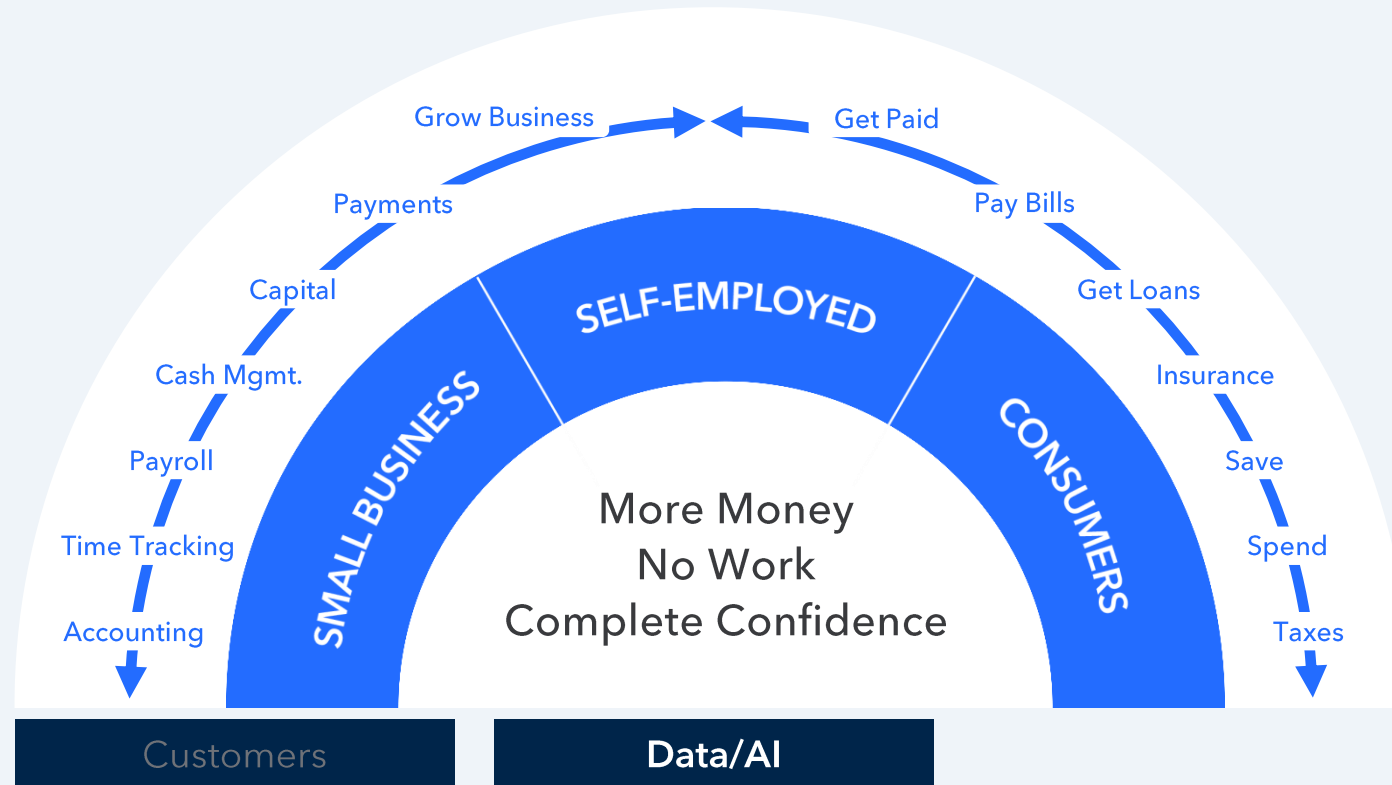 Grow Business
Get Paid
Payments
Pay Bills
Capital
Get Loans
Cash Mgmt.
Insurance
Payroll
Save
Time Tracking
Spend
Accounting
Taxes
SELF-EMPLOYED
SMALL BUSINESS
CONSUMERS
More Money
No Work
Complete Confidence
Customers
Data/AI